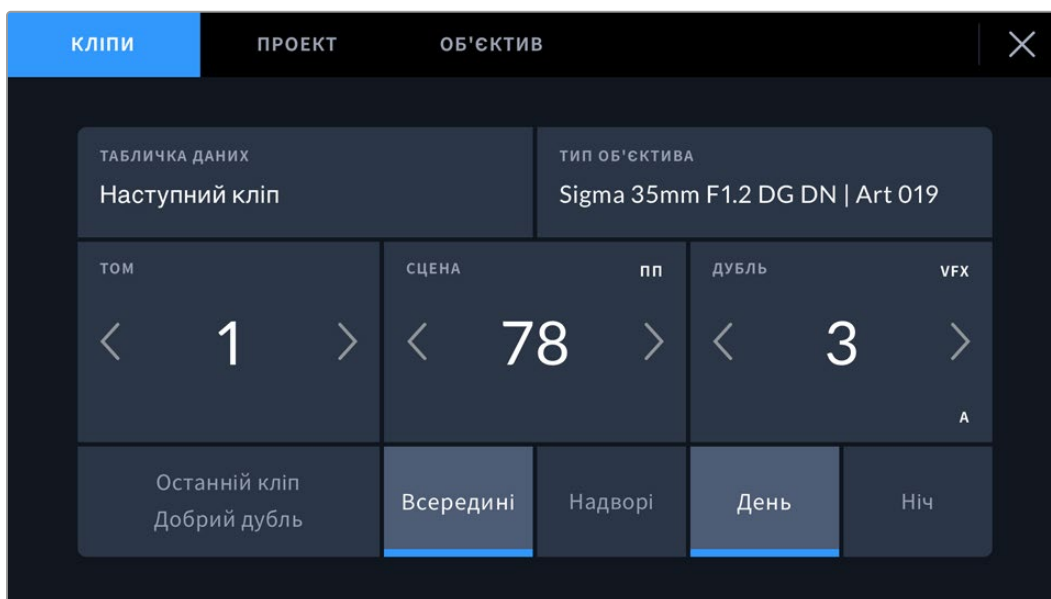 КЛІПИ
ПРОЕКТ
ОБ'ЄКТИВ
ТАБЛИЧКА ДАНИХ
Наступний кліп
ТИП ОБ'ЄКТИВА
Sigma 35mm F1.2 DG DN | Art 019
ТОМ
1
СЦЕНА
ПП
78
ДУБЛЬ
VFX
3
A
Останній кліп
Добрий дубль
Всередині
Надворі
День
Ніч